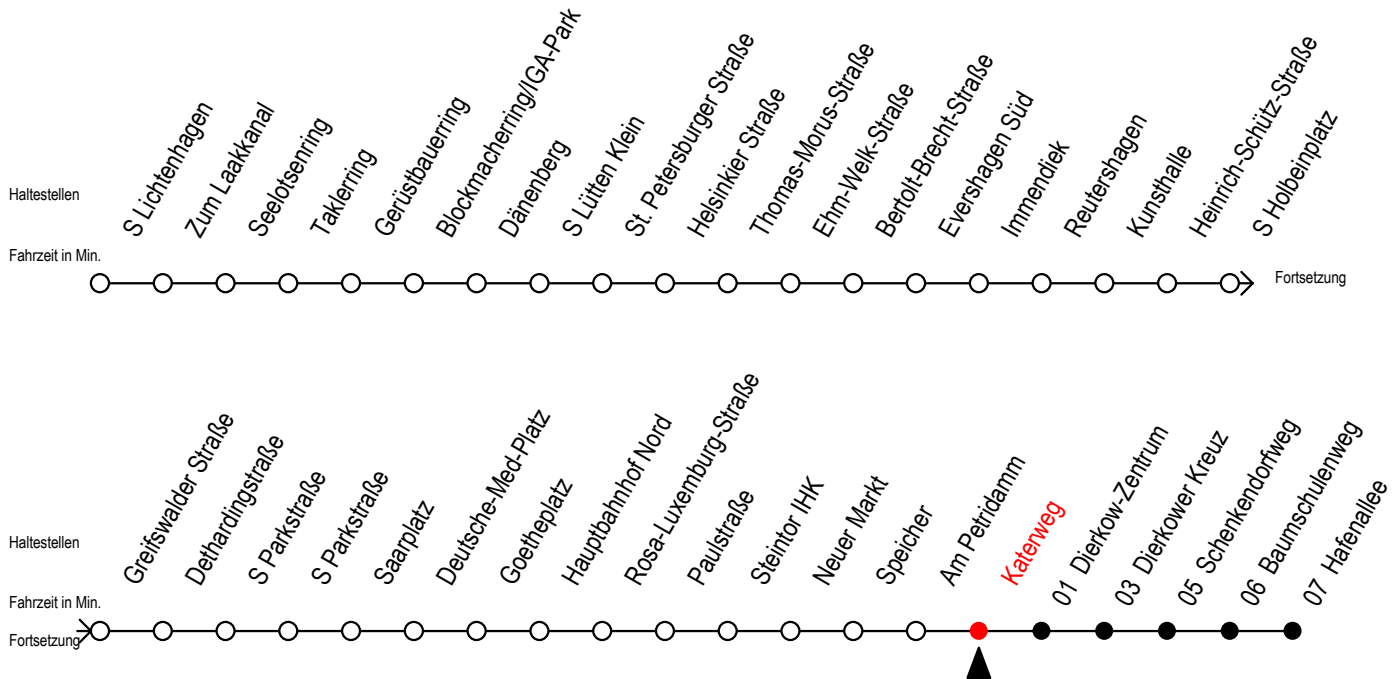 Haltestellen
S Lichtenhagen
Zum Laakkanal
Seelotsenring
Taklerring
Gerüstbauerring
Blockmacherring/IGA-Park
Dänenberg
S Lütten Klein
St. Petersburger Straße
Helsinkier Straße
Thomas-Morus-Straße
Ehm-Welk-Straße
Bertolt-Brecht-Straße
Evershagen Süd
Immendiek
Reutershagen
Kunsthalle
Heinrich-Schütz-Straße
S Holbeinplatz
Fahrzeit in Min.
Fortsetzung
Haltestellen
Greifswalder Straße
Dethardingstraße
S Parkstraße
S Parkstraße
Saarplatz
Deutsche-Med-Platz
Goetheplatz
Hauptbahnhof Nord
Rosa-Luxemburg-Straße
Paulstraße
Steintor IHK
Neuer Markt
Speicher
Am Petridamm
Katerweg
01 Dierkow-Zentrum
03 Dierkower Kreuz
05 Schenkendorfweg
06 Baumschulenweg
07 Hafenallee
Fahrzeit in Min.
Fortsetzung